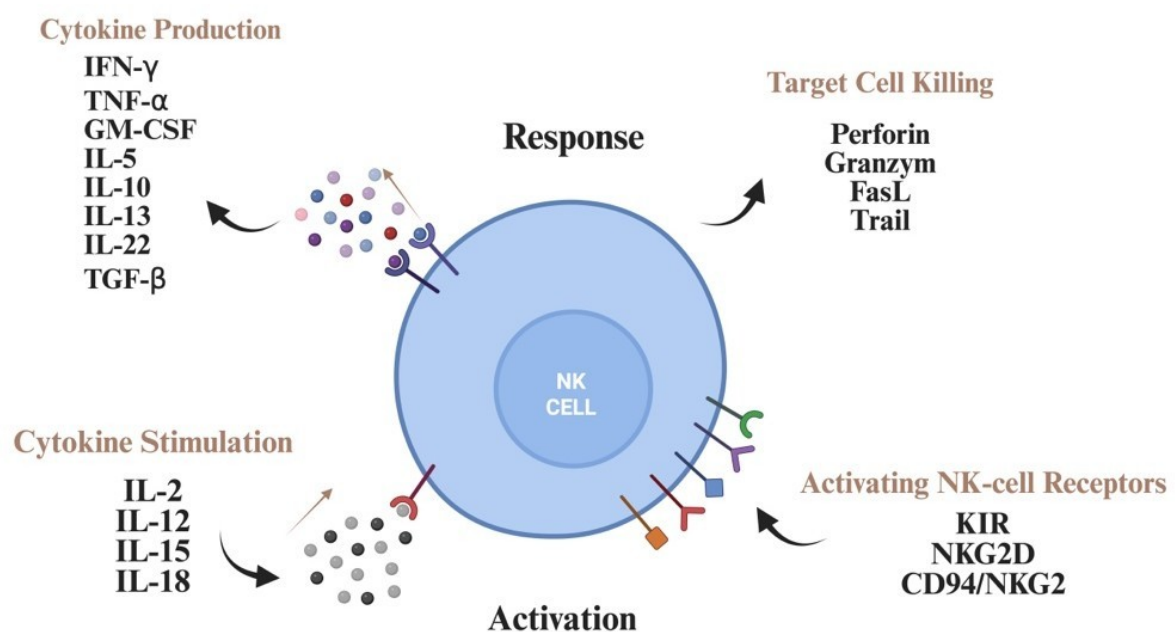 Cytokine Production
IFN-γ
TNF-α
GM-CSF
IL-5
IL-10
IL-13
IL-22
TGF-β
Response
Target Cell Killing
Perforin
Granzym
FasL
Trail
NK
CELL
Cytokine Stimulation
IL-2
IL-12
IL-15
IL-18
Activation
Activating NK-cell Receptors
KIR
NKG2D
CD94/NKG2